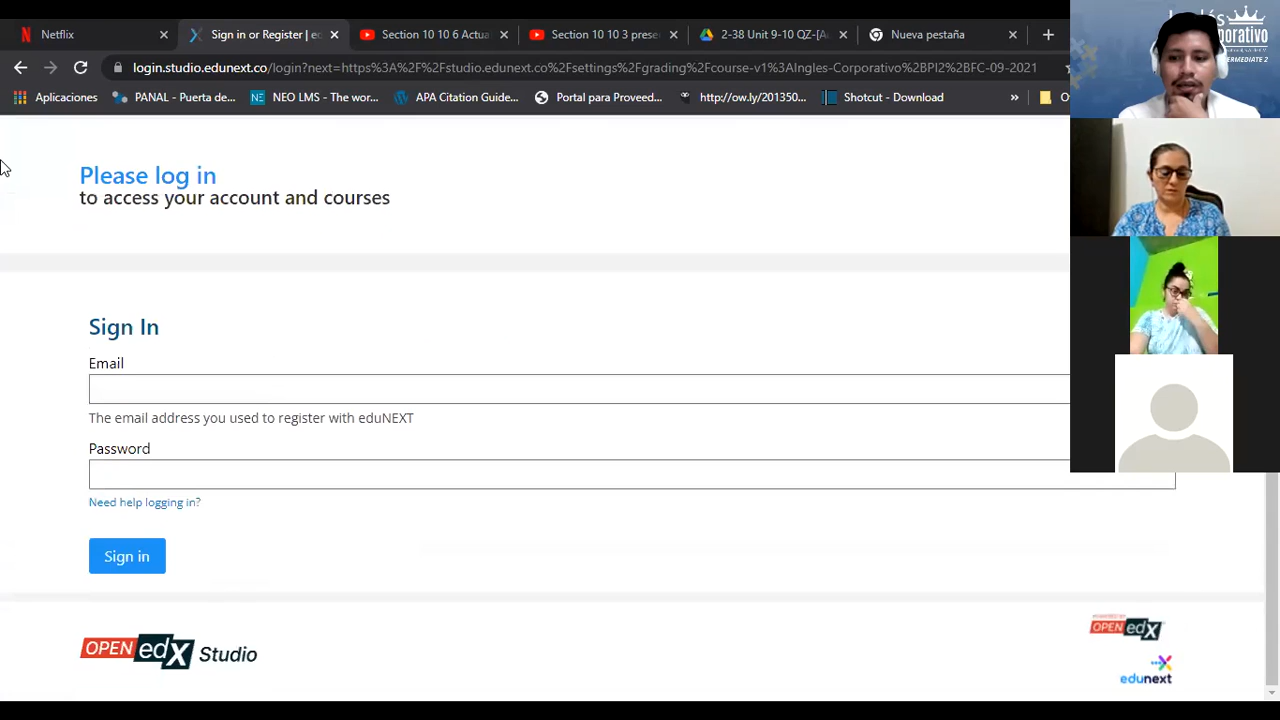 Netflix
Sign in or Register | ed
Section 10 10 6 Actua
Section 10 10 3 prese
2-38 Unit 9-10 QZ-[A
Nueva pestaña
login.studio.edunext.co/login?next=https%3A%2F%2Fstud
settings%2Fgrading%2Fcourse-v1%3AIngles-Corporativo%2BPI2%2BFC-09-2021
Aplicaciones
PANAL - Puerta de...
NEO LMS - The wor...
APA Citation Guide...
Portal para Proveed...
http://ow.ly/201350...
Shotcut - Download
»
Please log in
to access your account and courses
Sign In
Email
The email address you used to register with eduNEXT
Password
Need help logging in?
Sign in
OPEN edX Studio
POWERED BY
OPEN edX
edunext